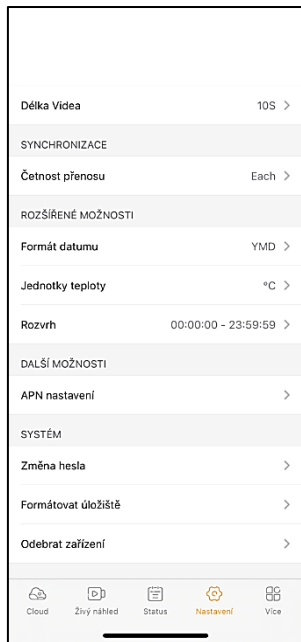 Délka Videa 10S
SYNCHRONIZACE
Četnost přenosu Each
ROZŠÍŘENÉ MOŽNOSTI
Formát datumu YMD
Jednotky teploty °C
Rozvrh 00:00:00 - 23:59:59
DALŠÍ MOŽNOSTI
APN nastavení
SYSTÉM
Změna hesla
Formátovat úložiště
Odebrat zařízení
Cloud Živý náhled Status Nastavení Více